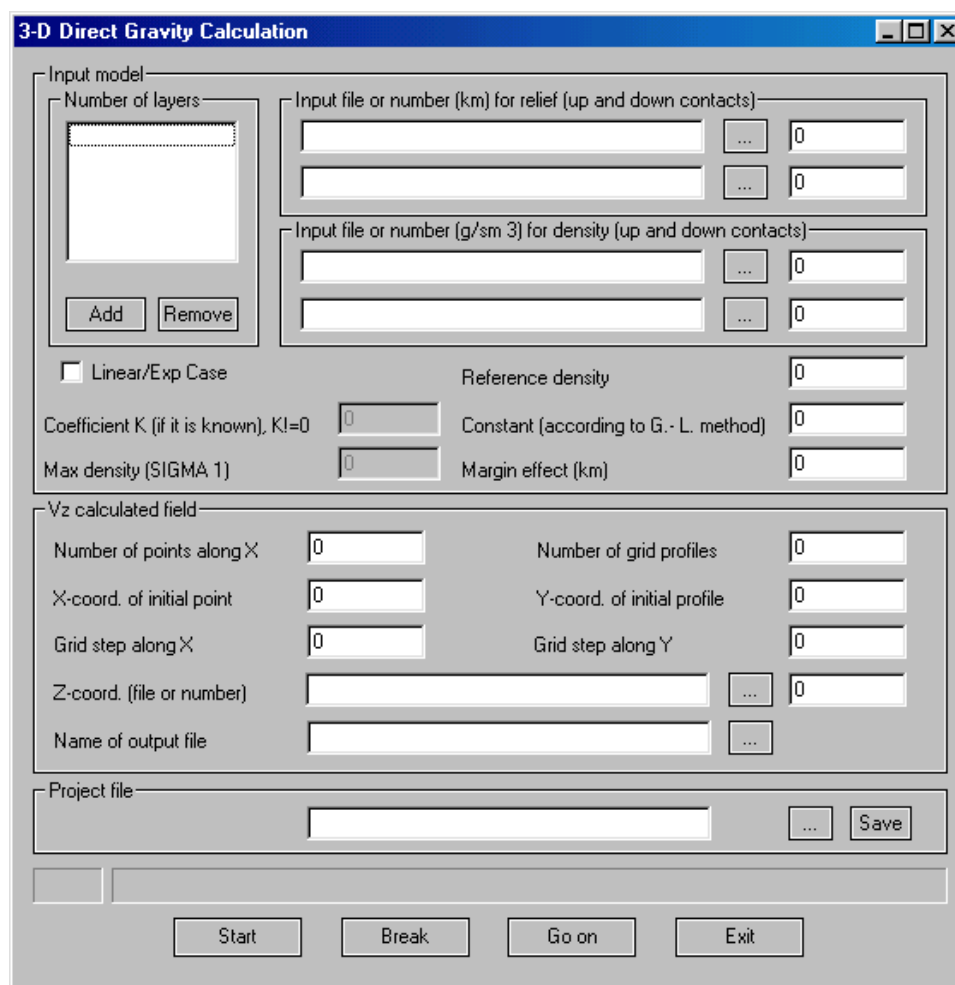 3-D Direct Gravity Calculation
Input model
Number of layers
Input file or number (km) for relief (up and down contacts)
... 0
... 0
Input file or number (g/sm 3) for density (up and down contacts)
... 0
... 0
Add Remove
Linear/Exp Case
Reference density 0
Coefficient K (if it is known), K!=0 0
Constant (according to G.- L. method) 0
Max density (SIGMA 1) 0
Margin effect (km) 0
Vz calculated field
Number of points along X 0
Number of grid profiles 0
X-coord. of initial point 0
Y-coord. of initial profile 0
Grid step along X 0
Grid step along Y 0
Z-coord. (file or number) ... 0
Name of output file ...
Project file
... Save
Start Break Go on Exit